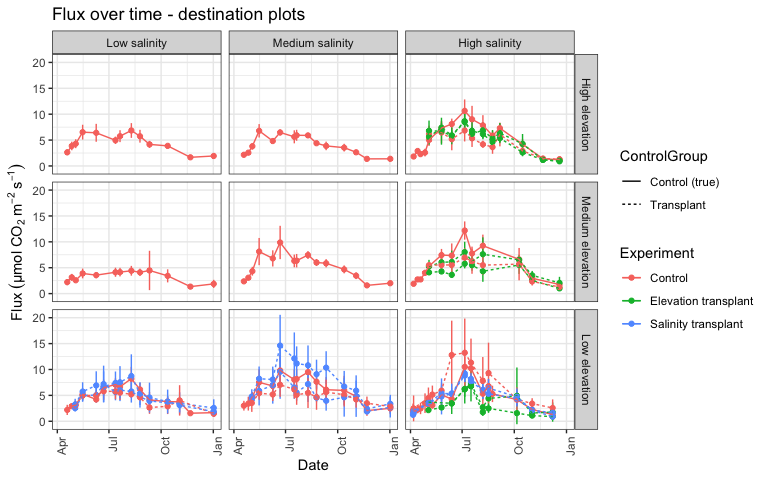 Flux over time - destination plots
Low salinity
Medium salinity
High salinity
High elevation
Medium elevation
Low elevation
20
15
10
5
0
20
15
10
5
0
20
15
10
5
0
Flux (μmol CO₂ m⁻² s⁻¹)
Apr
Jul
Oct
Jan
Apr
Jul
Oct
Jan
Apr
Jul
Oct
Jan
Date
ControlGroup
Control (true)
Transplant
Experiment
Control
Elevation transplant
Salinity transplant